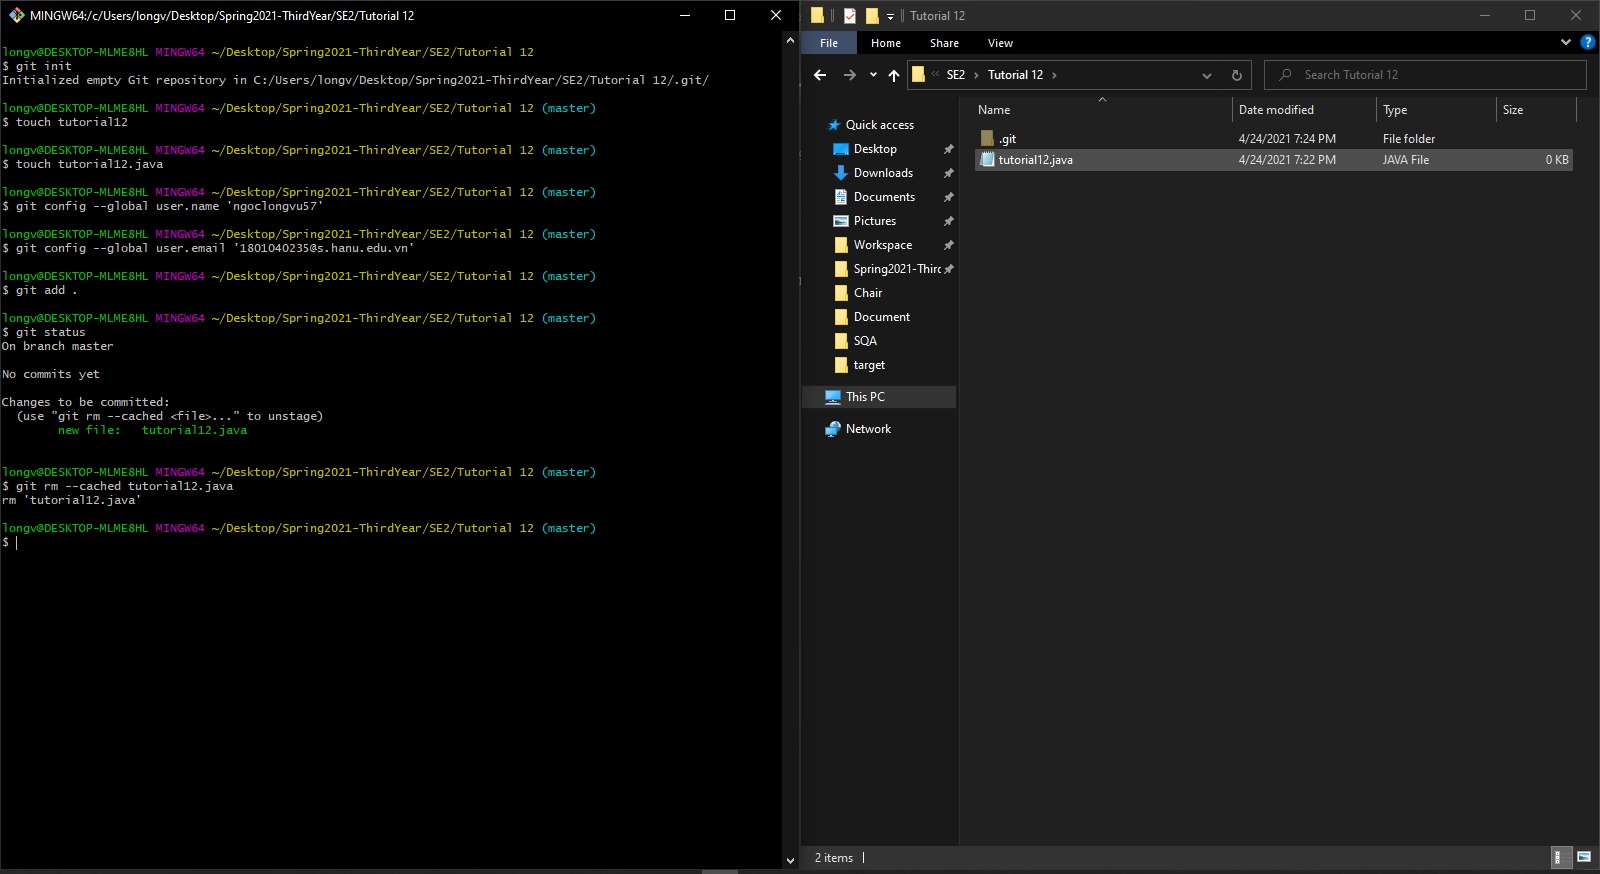 MINGW64:/c/Users/longv/Desktop/Spring2021-ThirdYear/SE2/Tutorial 12
longv@DESKTOP-MLME8HL MINGW64 ~/Desktop/Spring2021-ThirdYear/SE2/Tutorial 12
$ git init
Initialized empty Git repository in C:/Users/longv/Desktop/Spring2021-ThirdYear/SE2/Tutorial 12/.git/
longv@DESKTOP-MLME8HL MINGW64 ~/Desktop/Spring2021-ThirdYear/SE2/Tutorial 12 (master)
$ touch tutorial12
longv@DESKTOP-MLME8HL MINGW64 ~/Desktop/Spring2021-ThirdYear/SE2/Tutorial 12 (master)
$ touch tutorial12.java
longv@DESKTOP-MLME8HL MINGW64 ~/Desktop/Spring2021-ThirdYear/SE2/Tutorial 12 (master)
$ git config --global user.name 'ngoclongvu57'
longv@DESKTOP-MLME8HL MINGW64 ~/Desktop/Spring2021-ThirdYear/SE2/Tutorial 12 (master)
$ git config --global user.email '1801040235@s.hanu.edu.vn'
longv@DESKTOP-MLME8HL MINGW64 ~/Desktop/Spring2021-ThirdYear/SE2/Tutorial 12 (master)
$ git add .
longv@DESKTOP-MLME8HL MINGW64 ~/Desktop/Spring2021-ThirdYear/SE2/Tutorial 12 (master)
$ git status
On branch master
No commits yet
Changes to be committed:
(use "git rm --cached <file>..." to unstage)
new file:   tutorial12.java
longv@DESKTOP-MLME8HL MINGW64 ~/Desktop/Spring2021-ThirdYear/SE2/Tutorial 12 (master)
$ git rm --cached tutorial12.java
rm 'tutorial12.java'
longv@DESKTOP-MLME8HL MINGW64 ~/Desktop/Spring2021-ThirdYear/SE2/Tutorial 12 (master)
$
Tutorial 12
File Home Share View
« SE2 › Tutorial 12 › Search Tutorial 12
Quick access
Desktop
Downloads
Documents
Pictures
Workspace
Spring2021-Thirc
Chair
Document
SQA
target
This PC
Network
Name Date modified Type Size
.git 4/24/2021 7:24 PM File folder
tutorial12.java 4/24/2021 7:22 PM JAVA File 0 KB
2 items